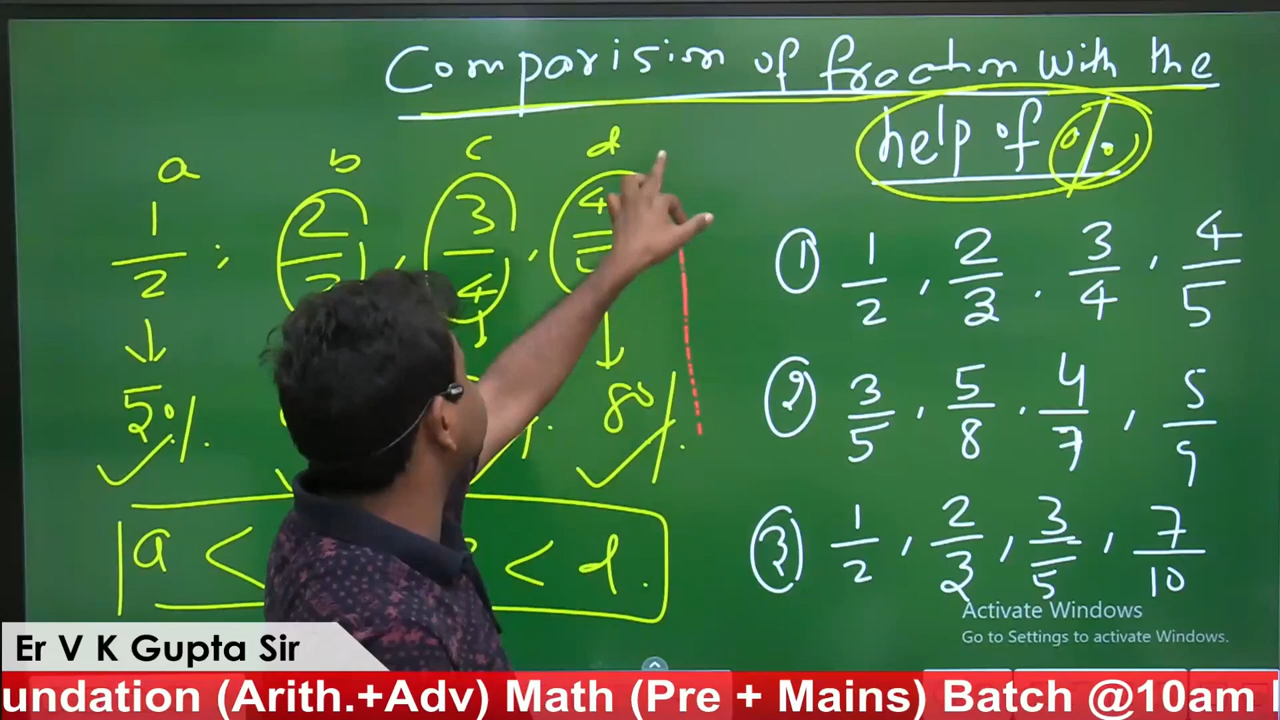 Comparision of fraction with the
help of %
a b c d
1/2 ; 2/ , 3/4 , 4/5
50%. 80%.
a < < d.
① 1/2 , 2/3 , 3/4 , 4/5
② 3/5 , 5/8 , 4/7 , 5/9
③ 1/2 , 2/3 , 3/5 , 7/10
Activate Windows
Go to Settings to activate Windows.
Er V K Gupta Sir
undation (Arith.+Adv) Math (Pre + Mains) Batch @10am